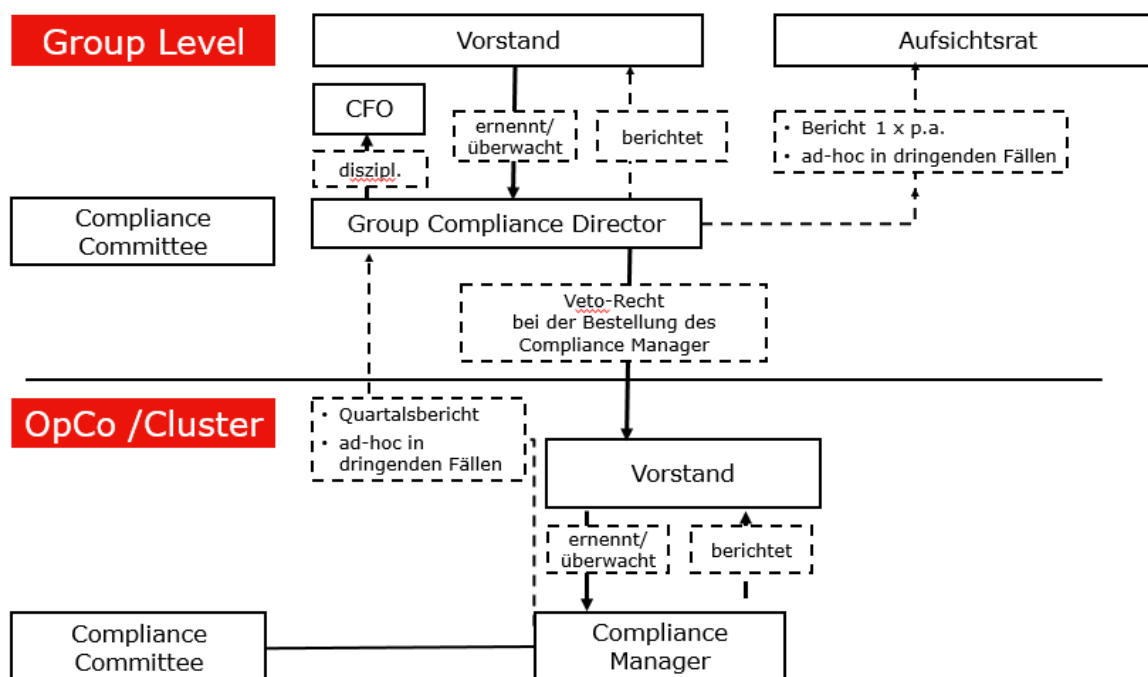 Group Level
Vorstand
Aufsichtsrat
CFO
ernennt/
überwacht
berichtet
• Bericht 1 x p.a.
• ad-hoc in dringenden Fällen
diszipl.
Compliance
Committee
Group Compliance Director
Veto-Recht
bei der Bestellung des
Compliance Manager
OpCo /Cluster
• Quartalsbericht
• ad-hoc in
dringenden Fällen
Vorstand
ernennt/
überwacht
berichtet
Compliance
Committee
Compliance
Manager